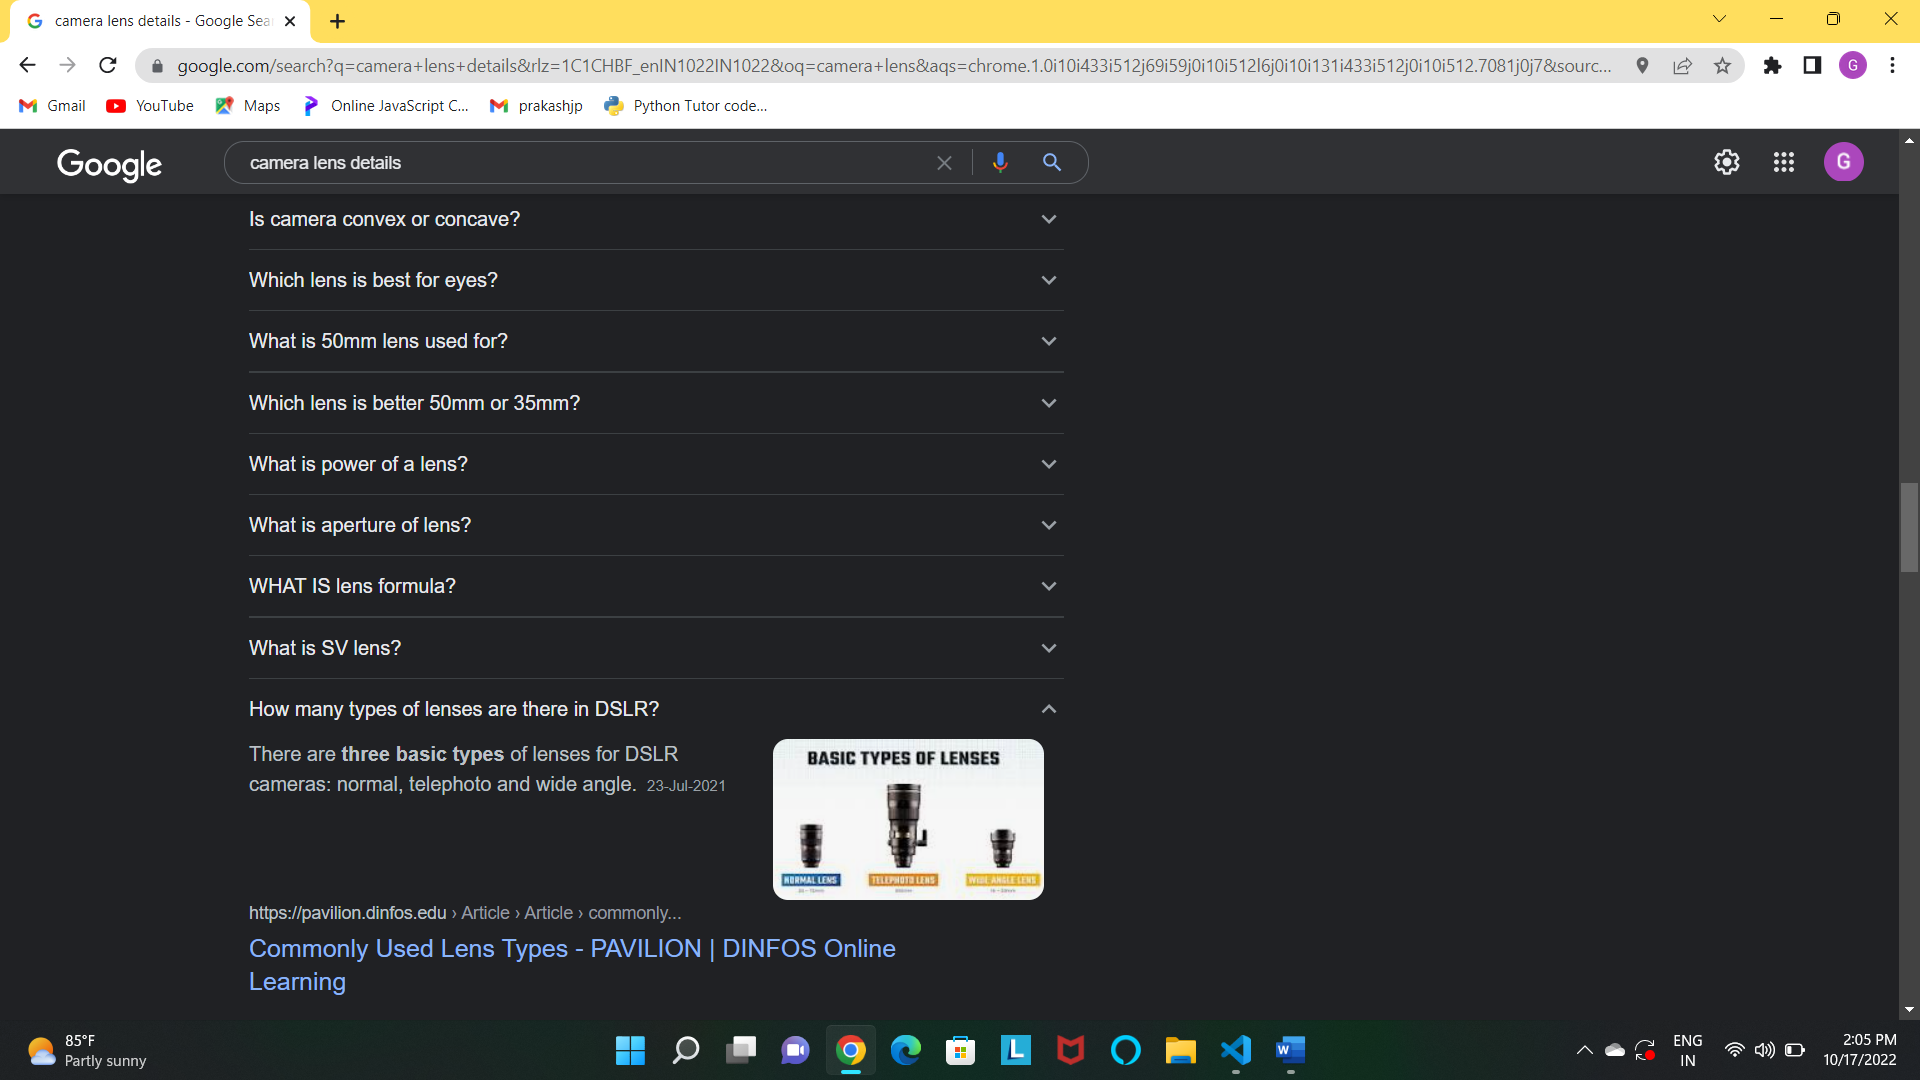 camera lens details - Google Sea
google.com/search?q=camera+lens+details&rlz=1C1CHBF_enIN1022IN1022&oq=camera+lens&aqs=chrome.1.0i10i433i512j69i59j0i10i512l6j0i10i131i433i512j0i10i512.7081j0j7&sourc...
G
Gmail
YouTube
Maps
Online JavaScript C...
prakashjp
Python Tutor code...
Google
camera lens details
G
Is camera convex or concave?
Which lens is best for eyes?
What is 50mm lens used for?
Which lens is better 50mm or 35mm?
What is power of a lens?
What is aperture of lens?
WHAT IS lens formula?
What is SV lens?
How many types of lenses are there in DSLR?
There are three basic types of lenses for DSLR
cameras: normal, telephoto and wide angle. 23-Jul-2021
BASIC TYPES OF LENSES
NORMAL LENS
TELEPHOTO LENS
WIDE ANGLE LENS
https://pavilion.dinfos.edu › Article › Article › commonly...
Commonly Used Lens Types - PAVILION | DINFOS Online
Learning
85°F
Partly sunny
L
W
ENG
IN
2:05 PM
10/17/2022